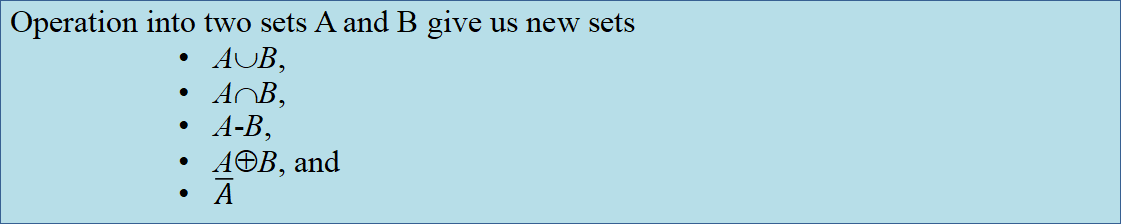 Operation into two sets A and B give us new sets
• A∪B,
• A∩B,
• A-B,
• A⊕B, and
• A̅